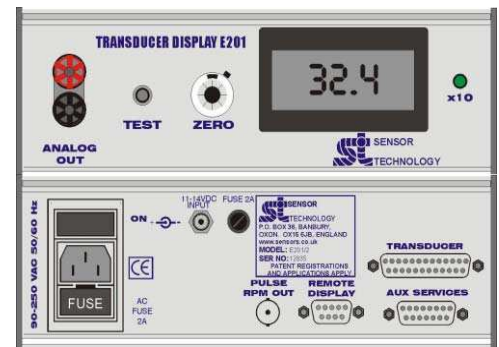 TRANSDUCER DISPLAY E201
32.4
x10
TEST
ZERO
ANALOG
OUT
SENSOR
TECHNOLOGY
90-250 VAC 50/60 Hz
FUSE
ON
CE
AC
FUSE
2A
11-14VDC
INPUT
FUSE 2A
SENSOR
TECHNOLOGY
P.O. BOX 36, BANBURY,
OXON. OX15 6JB, ENGLAND
www.sensors.co.uk
MODEL: E201/2
SER NO:
PATENT REGISTRATIONS
AND APPLICATIONS APPLY
PULSE
RPM OUT
REMOTE
DISPLAY
TRANSDUCER
AUX SERVICES